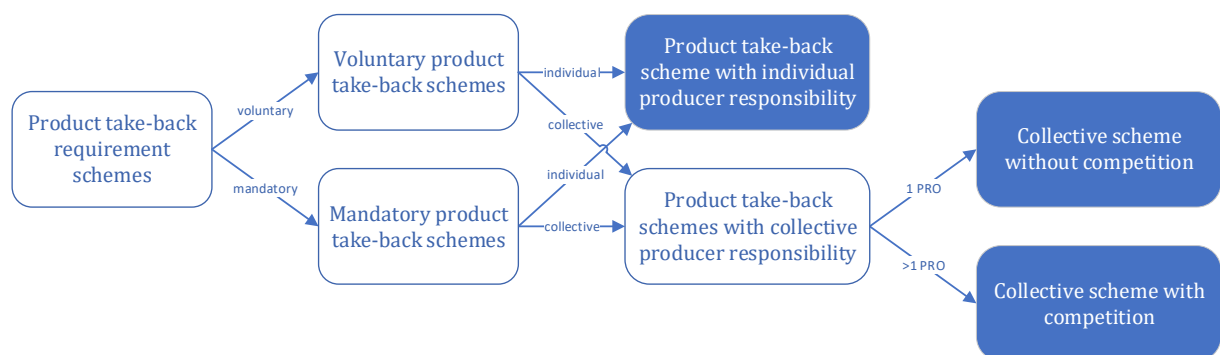 Product take-back
requirement
schemes
voluntary
mandatory
Voluntary product
take-back schemes
Mandatory product
take-back schemes
individual
collective
individual
collective
Product take-back
scheme with individual
producer responsibility
Product take-back
schemes with collective
producer responsibility
1 PRO
>1 PRO
Collective scheme
without competition
Collective scheme with
competition